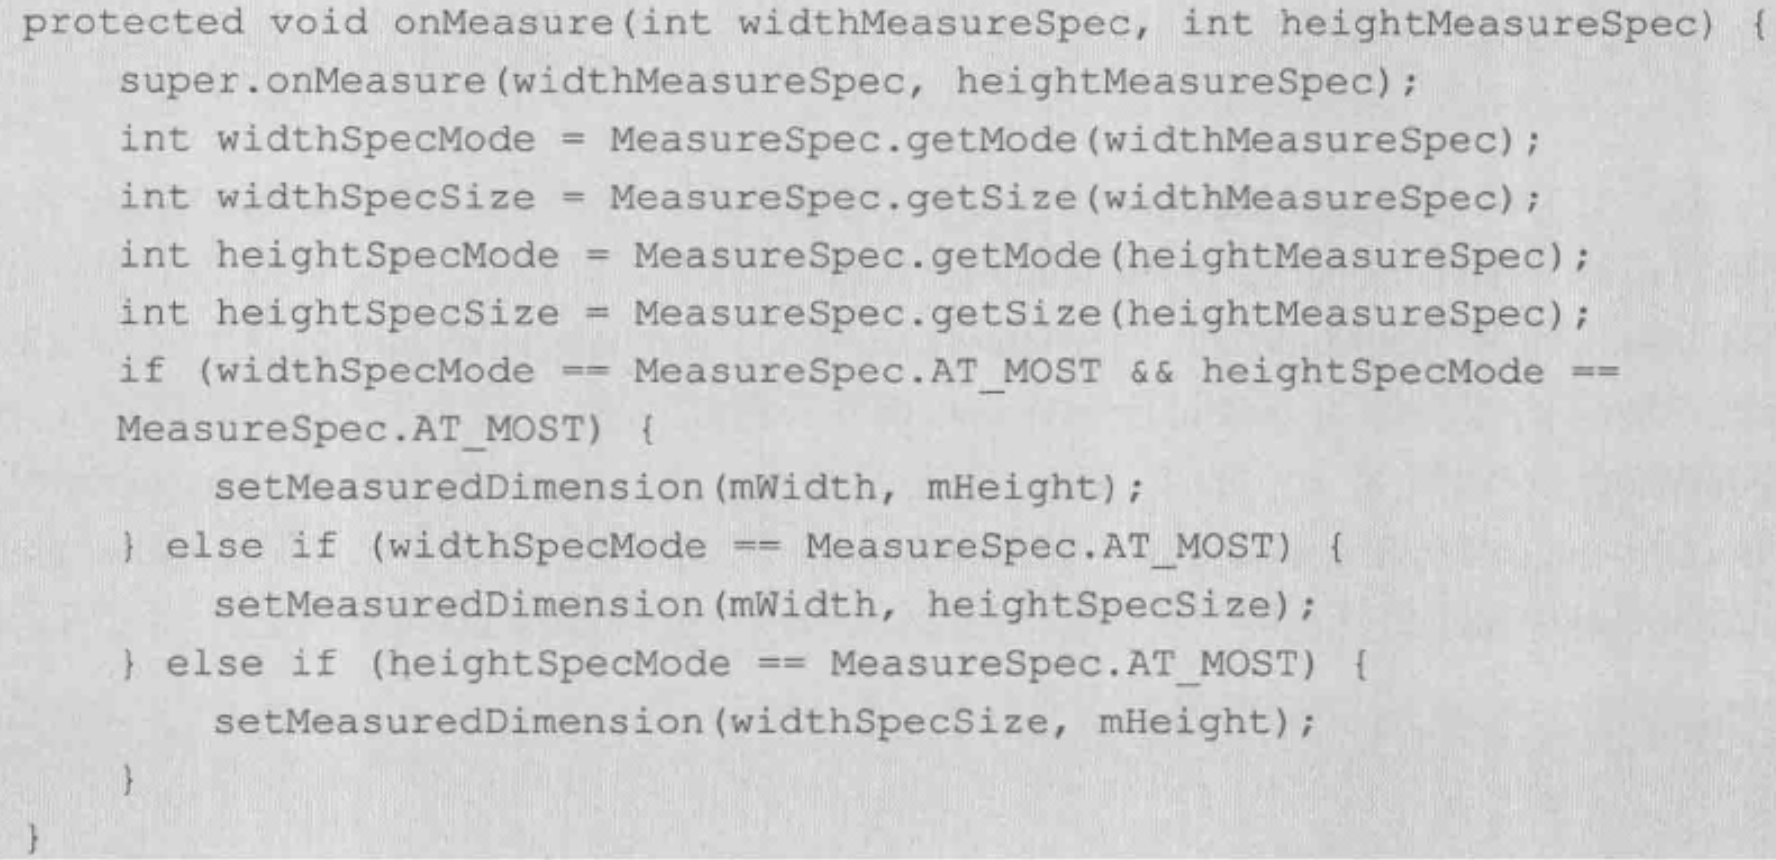 protected void onMeasure(int widthMeasureSpec, int heightMeasureSpec) {
    super.onMeasure(widthMeasureSpec, heightMeasureSpec);
    int widthSpecMode = MeasureSpec.getMode(widthMeasureSpec);
    int widthSpecSize = MeasureSpec.getSize(widthMeasureSpec);
    int heightSpecMode = MeasureSpec.getMode(heightMeasureSpec);
    int heightSpecSize = MeasureSpec.getSize(heightMeasureSpec);
    if (widthSpecMode == MeasureSpec.AT_MOST && heightSpecMode ==
    MeasureSpec.AT_MOST) {
        setMeasuredDimension(mWidth, mHeight);
    } else if (widthSpecMode == MeasureSpec.AT_MOST) {
        setMeasuredDimension(mWidth, heightSpecSize);
    } else if (heightSpecMode == MeasureSpec.AT_MOST) {
        setMeasuredDimension(widthSpecSize, mHeight);
    }
}